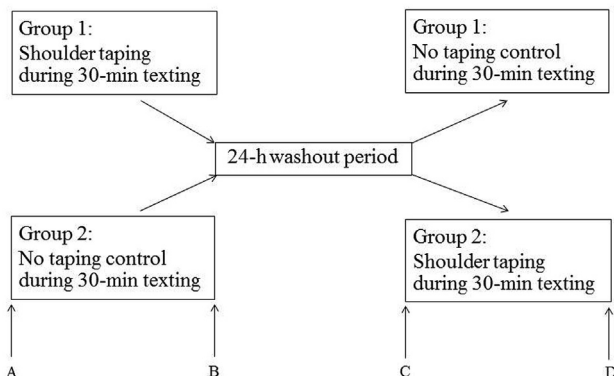 Group 1:
Shoulder taping
during 30-min texting
Group 1:
No taping control
during 30-min texting
24-h washout period
Group 2:
No taping control
during 30-min texting
Group 2:
Shoulder taping
during 30-min texting
A
B
C
D